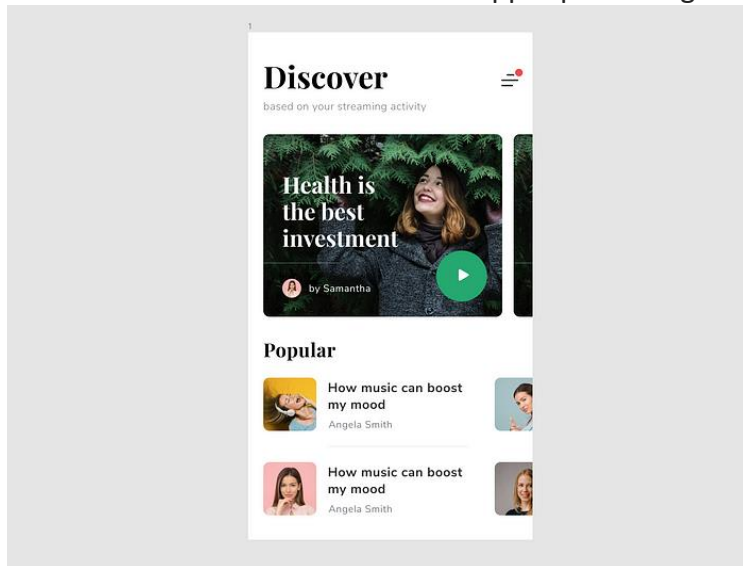 1
Discover
based on your streaming activity
Health is
the best
investment
by Samantha
Popular
How music can boost
my mood
Angela Smith
How music can boost
my mood
Angela Smith